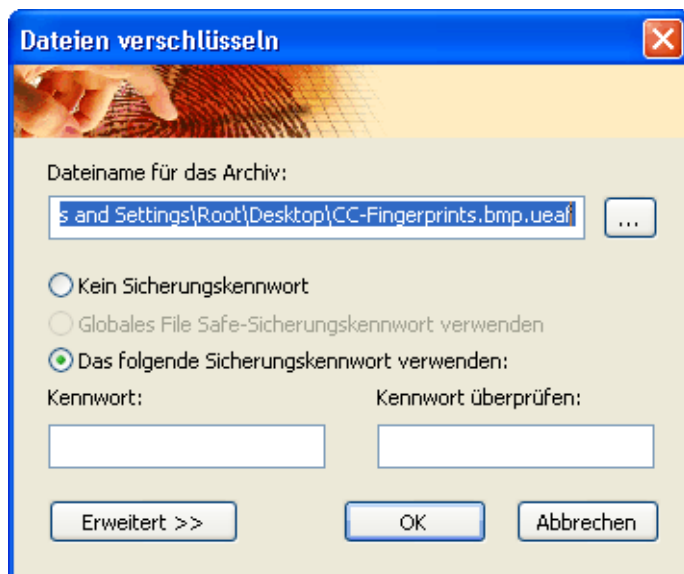 Dateien verschlüsseln
Dateiname für das Archiv:
s and Settings\Root\Desktop\CC-Fingerprints.bmp.ueaf
...
Kein Sicherungskennwort
Globales File Safe-Sicherungskennwort verwenden
Das folgende Sicherungskennwort verwenden:
Kennwort: Kennwort überprüfen:
Erweitert >> OK Abbrechen